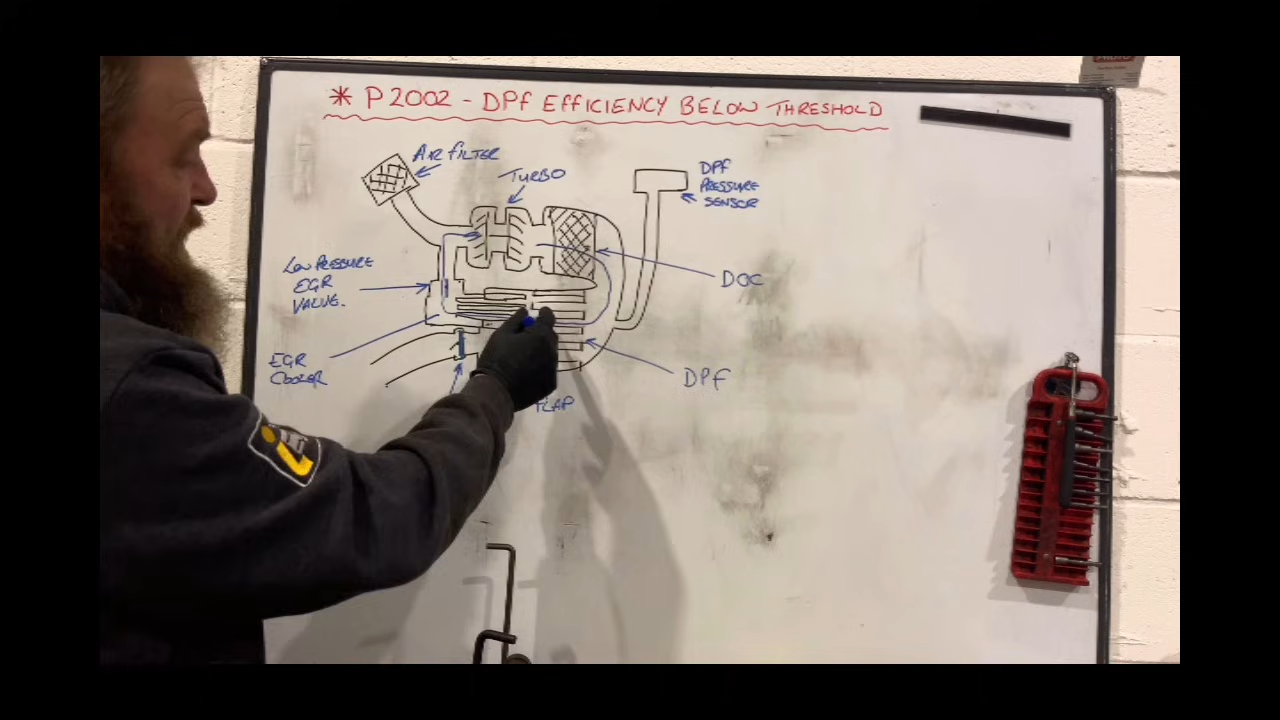 * P2002 - DPF EFFICIENCY BELOW THRESHOLD
AIR FILTER
TURBO
DPF
PRESSURE
SENSOR
LOW PRESSURE
EGR
VALVE.
DOC
EGR
COOLER
DPF
FLAP